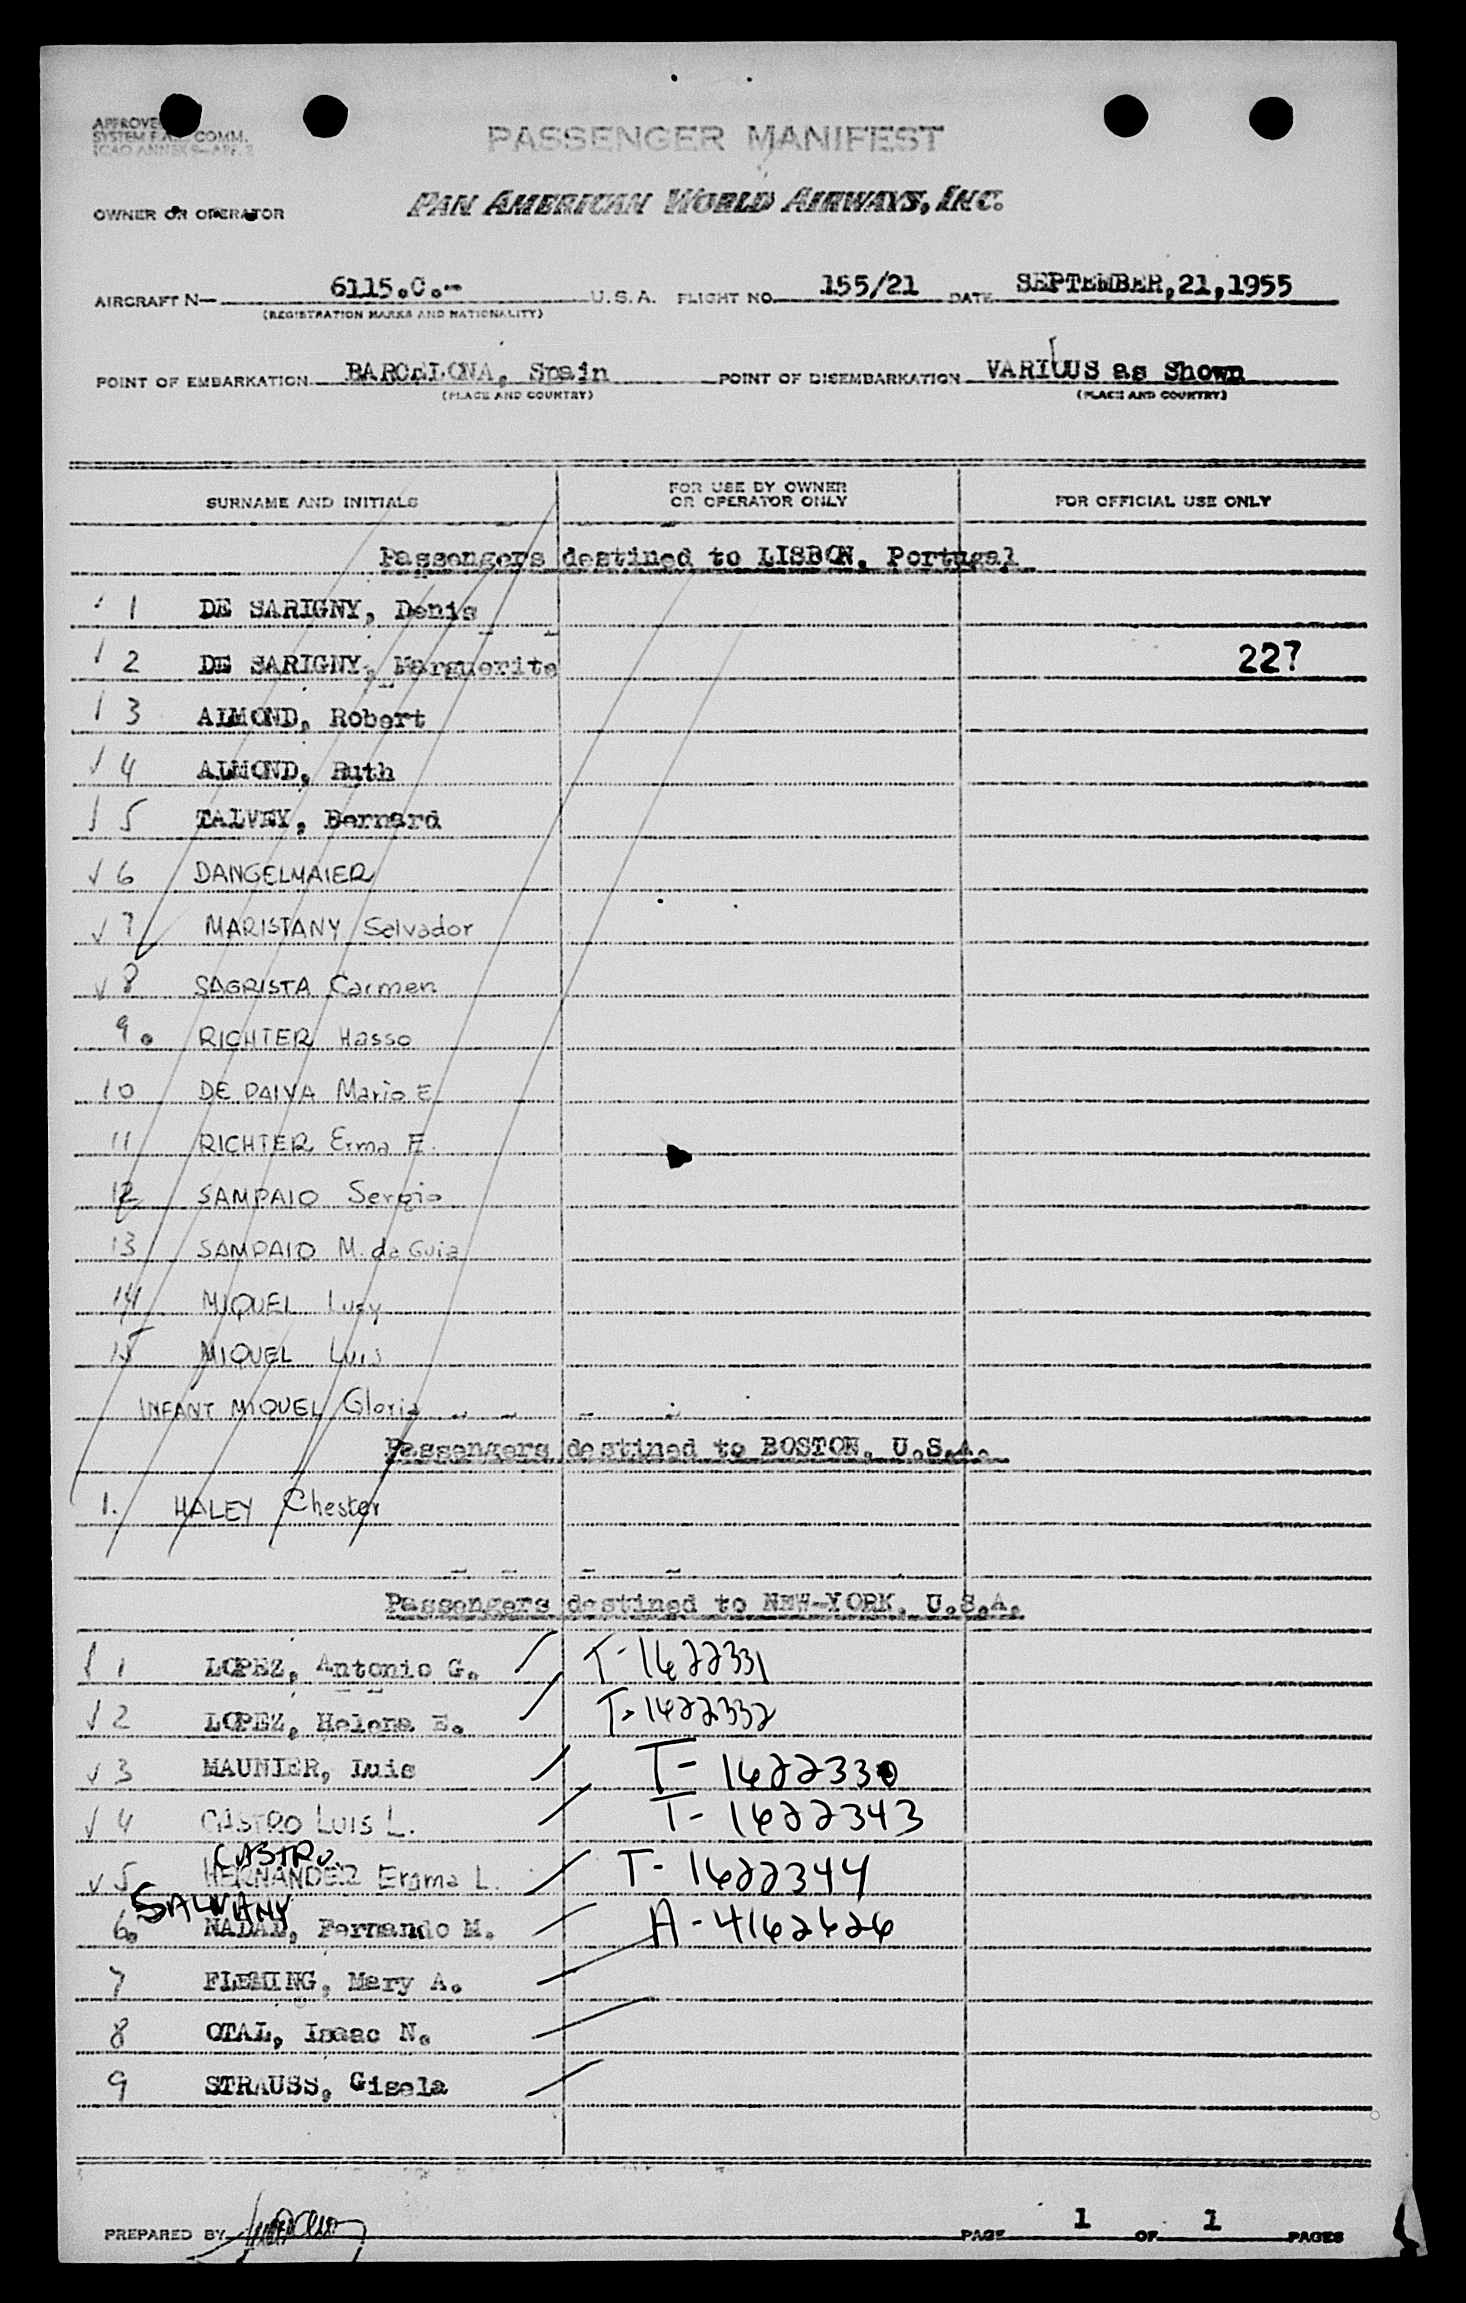 PASSENGER MANIFEST
OWNER OR OPERATOR PAN AMERICAN WORLD AIRWAYS, INC.
AIRCRAFT N— 6115.C.- U.S.A. FLIGHT NO. 155/21 DATE SEPTEMBER,21,1955
(REGISTRATION MARKS AND NATIONALITY)
POINT OF EMBARKATION BARCELONA, Spain POINT OF DISEMBARKATION VARIOUS as Shown
(PLACE AND COUNTRY) (PLACE AND COUNTRY)
SURNAME AND INITIALS FOR USE BY OWNER OR OPERATOR ONLY FOR OFFICIAL USE ONLY
Passengers destined to LISBON, Portugal
1 DE SARIGNY, Denis
2 DE SARIGNY, Marguerite 227
3 ALMOND, Robert
4 ALMOND, Ruth
5 TALVEY, Bernard
6 DANGELMAIER
7 MARISTANY Salvador
8 SAGRISTA Carmen
9. RICHTER Hasso
10 DE PAIVA Mario E
11 RICHTER Erma E.
12 SAMPAIO Sergio
13 SAMPAIO M. da Guia
14 MIQUEL Lucy
15 MIQUEL Luis
INFANT MIQUEL Gloria
Passengers destined to BOSTON, U.S.A.
1. HALEY Chester
Passengers destined to NEW-YORK, U.S.A.
1 LOPEZ, Antonio G. T-1622331
2 LOPEZ, Helena E. T-1622332
3 MAUNIER, Luis T-1622330
4 CASTRO LUIS L. T-1622343
CASTRO
5 HERNANDEZ Emma L. T-1622344
SALVANY
6. NADAL, Fernando M. A-4162626
7 FLEMING, Mary A.
8 OTAL, Isaac N.
9 STRAUSS, Gisela
PREPARED BY PAGE 1 OF 1 PAGES